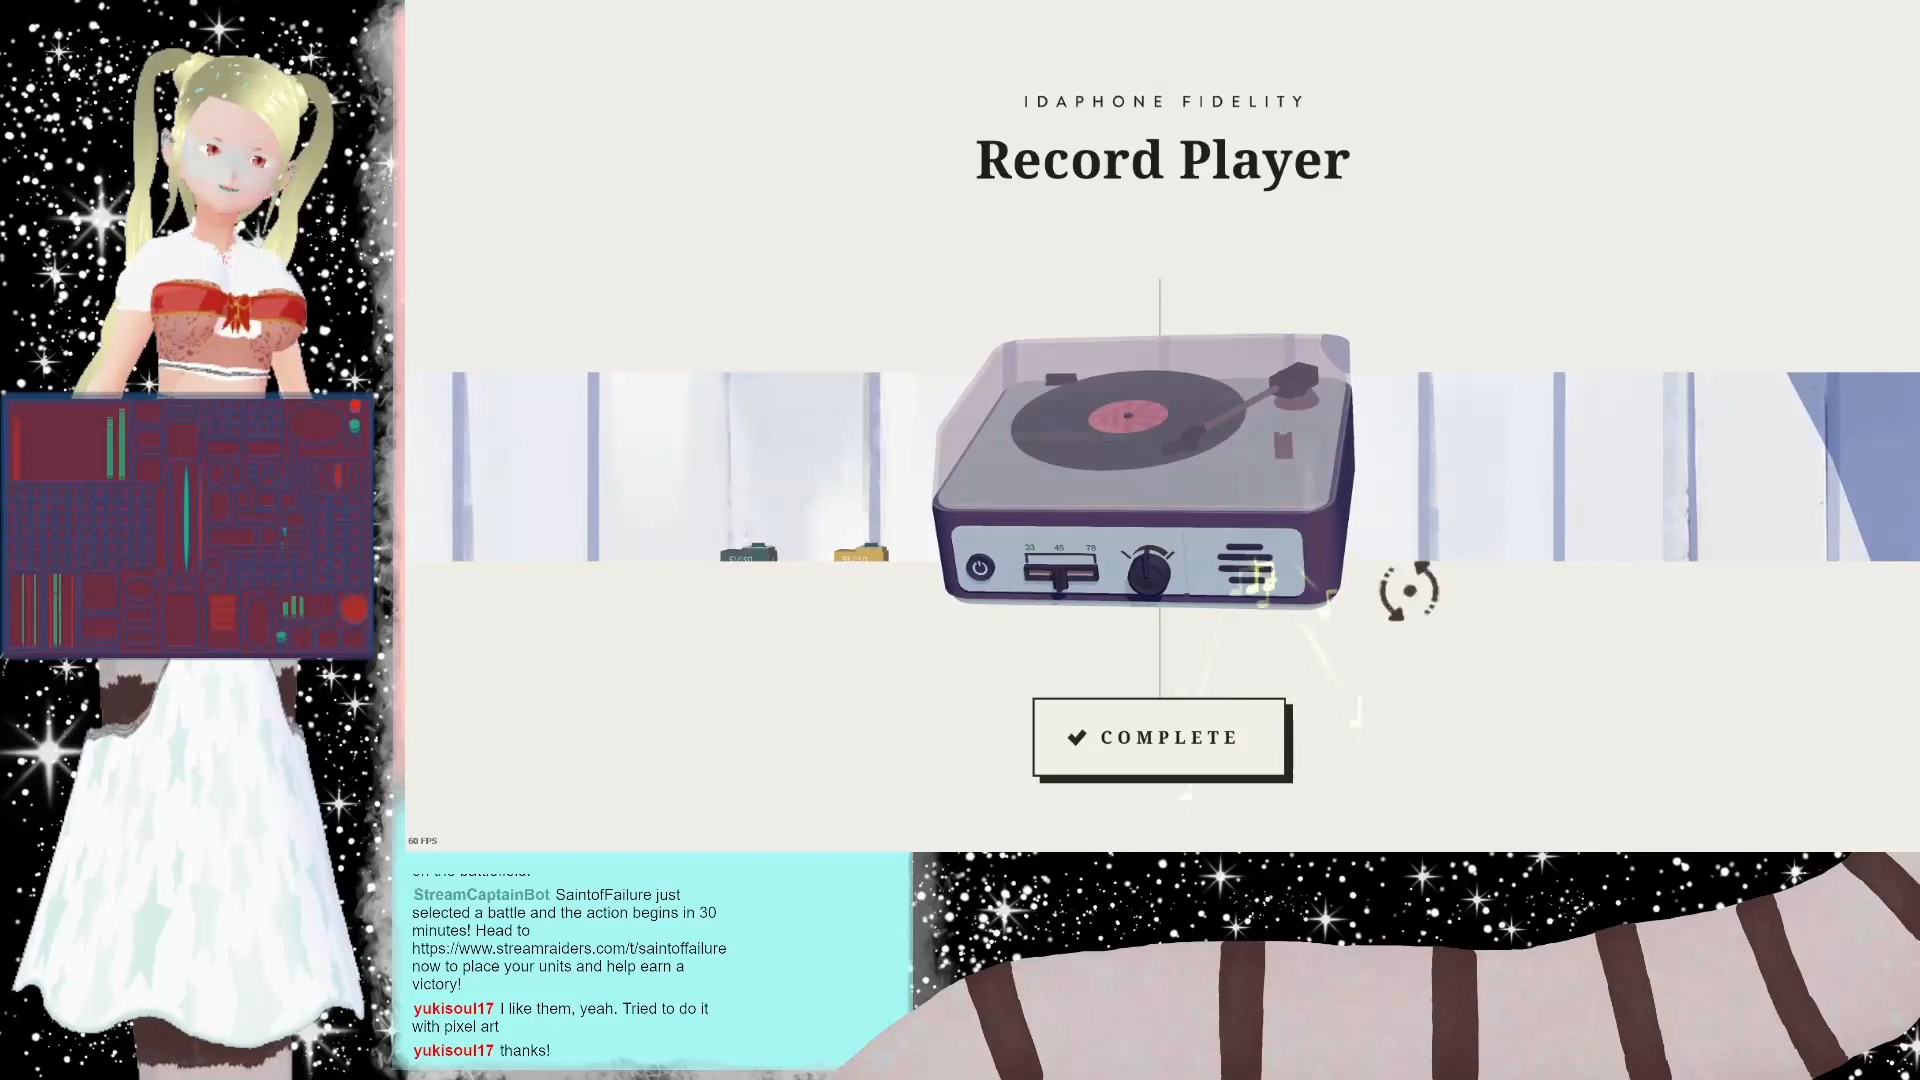 IDAPHONE FIDELITY
Record Player
33 45 78
COMPLETE
60 FPS
StreamCaptainBot SaintofFailure just
selected a battle and the action begins in 30
minutes! Head to
https://www.streamraiders.com/t/saintoffailure
now to place your units and help earn a
victory!
yukisoul17 I like them, yeah. Tried to do it
with pixel art
yukisoul17 thanks!